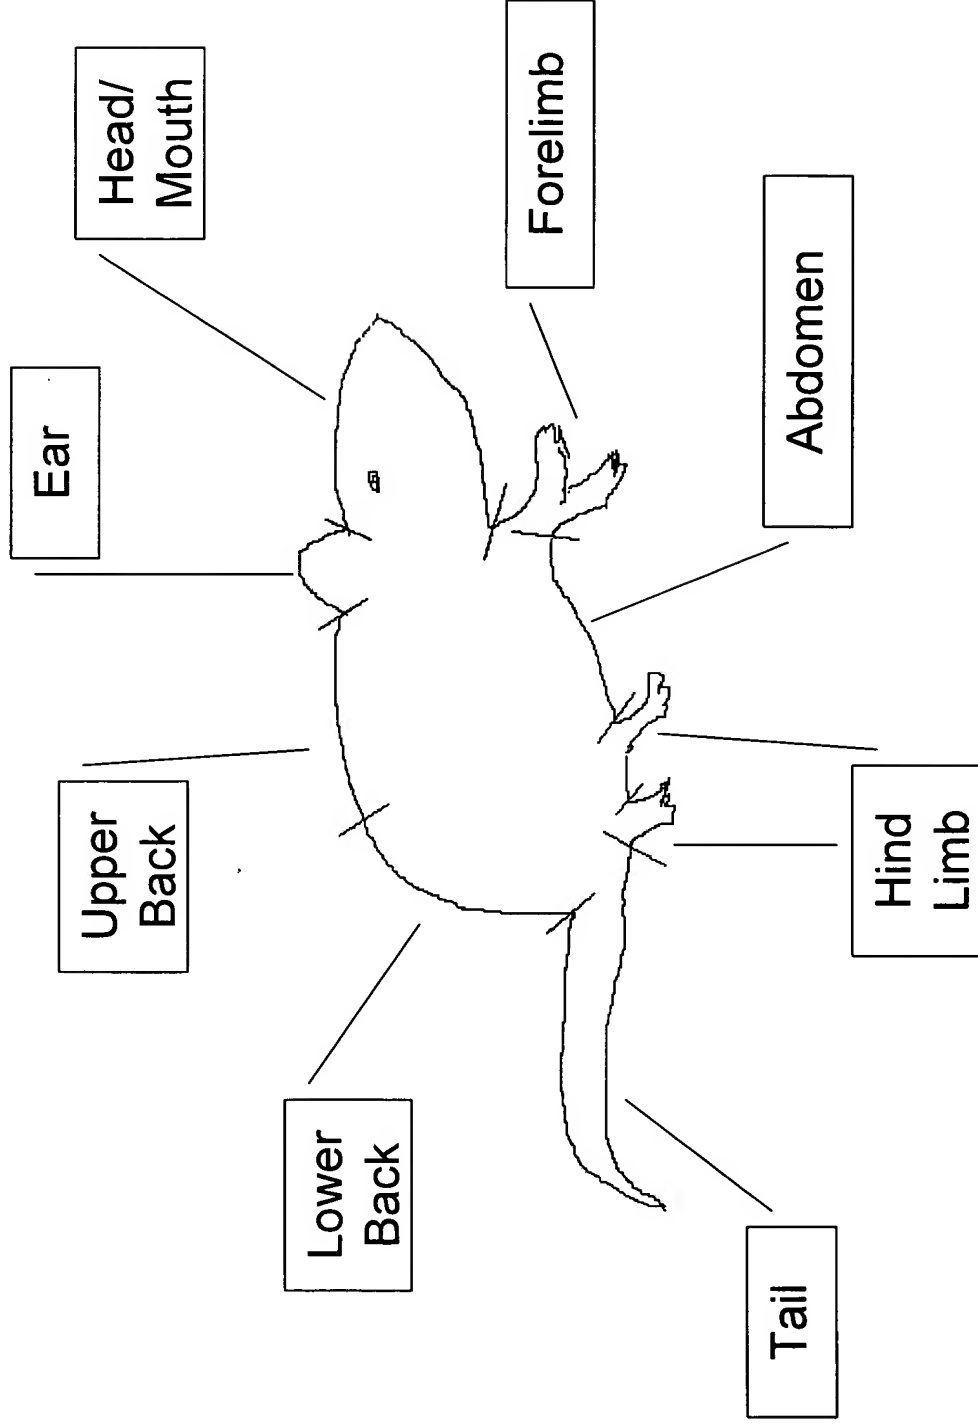 Ear
Upper
Back
Head/
Mouth
Lower
Back
Forelimb
Tail
Abdomen
Hind
Limb